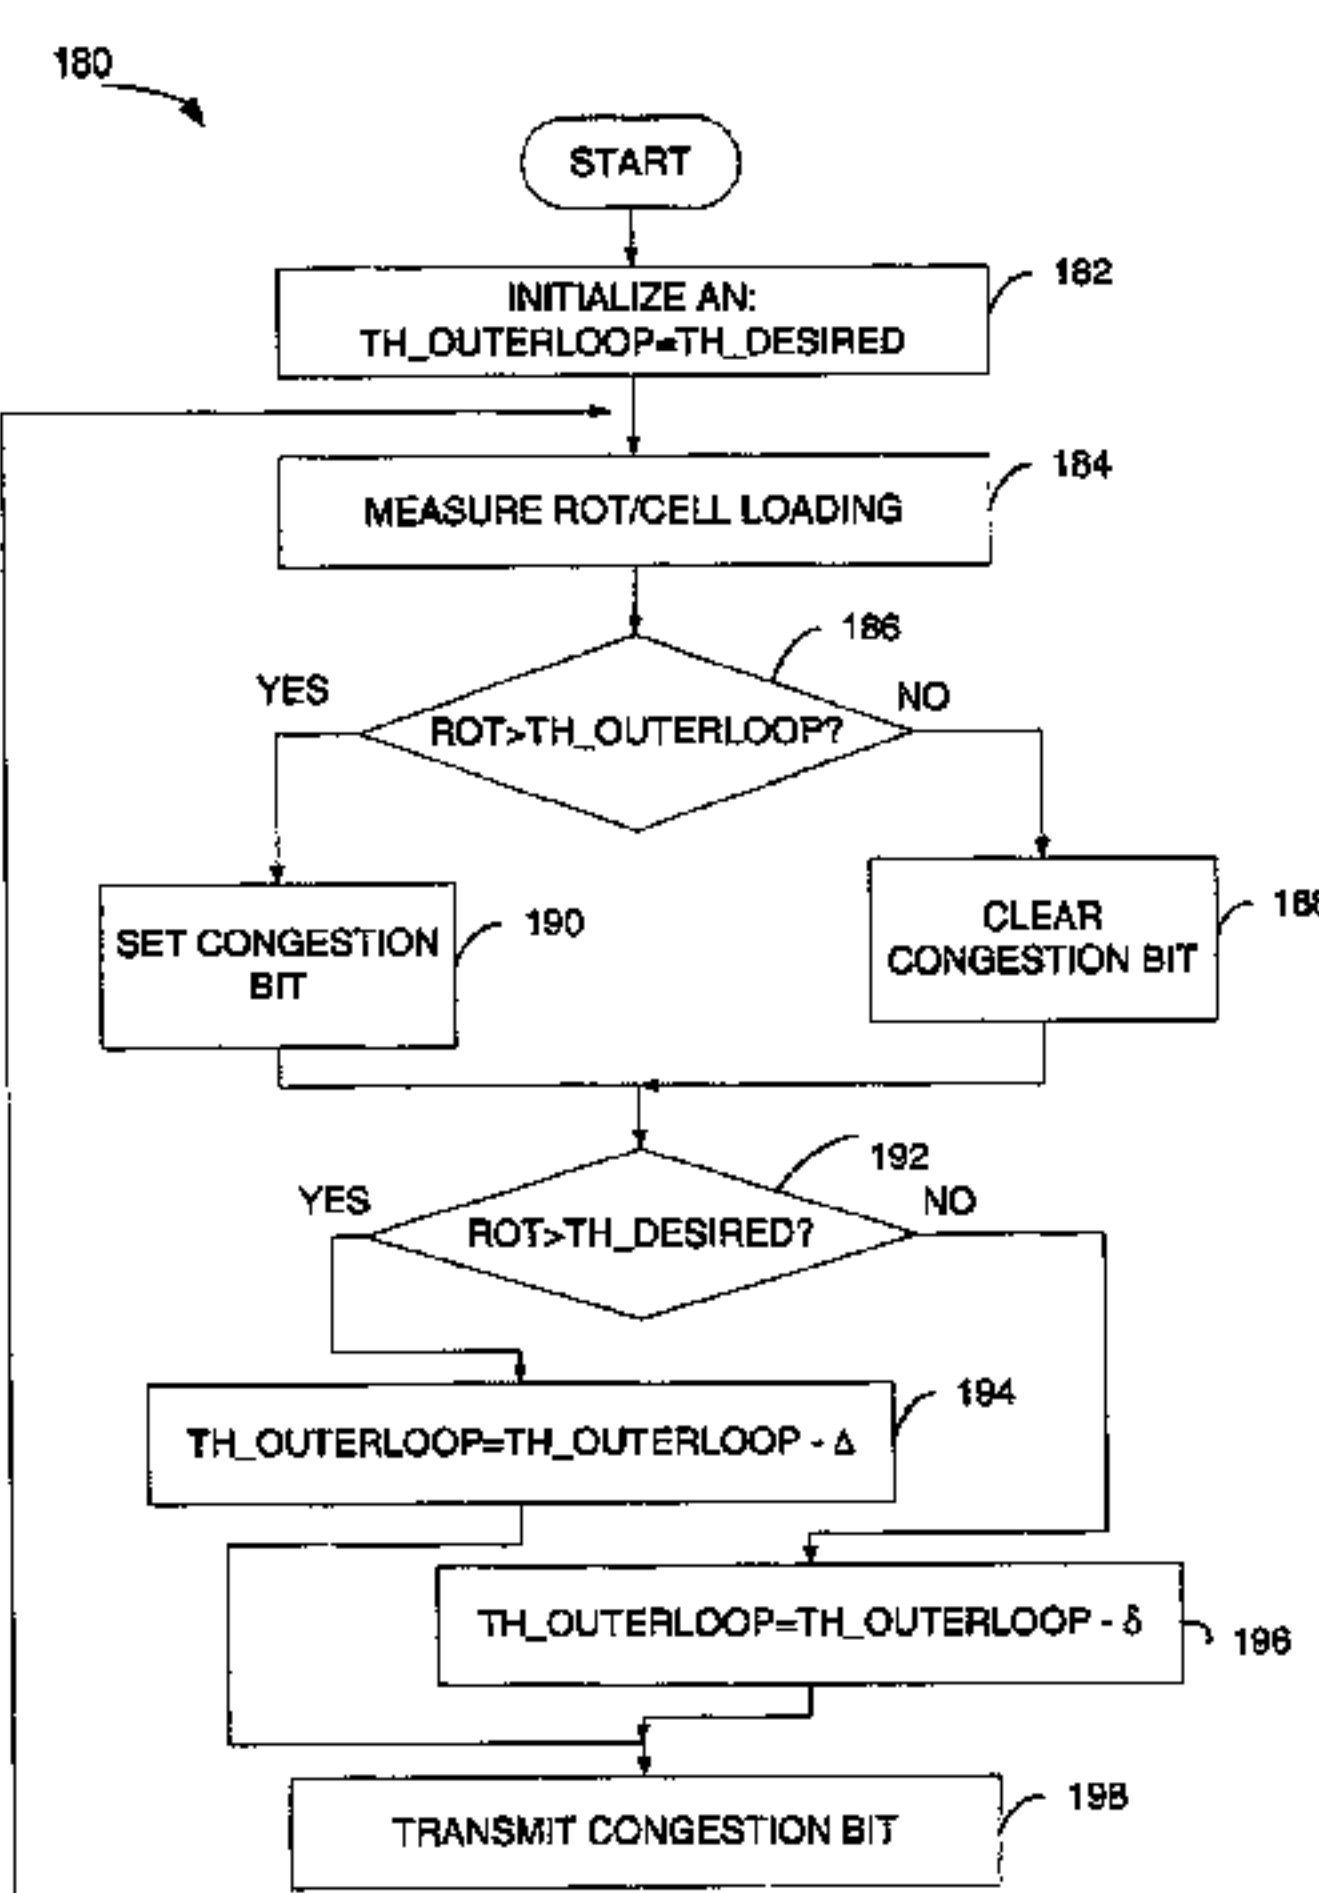 180
START
INITIALIZE AN:
TH_OUTERLOOP=TH_DESIRED
182
MEASURE ROT/CELL LOADING
184
186
YES
NO
ROT>TH_OUTERLOOP?
SET CONGESTION
BIT
190
CLEAR
CONGESTION BIT
188
192
YES
NO
ROT>TH_DESIRED?
TH_OUTERLOOP=TH_OUTERLOOP - Δ
194
TH_OUTERLOOP=TH_OUTERLOOP - δ
196
TRANSMIT CONGESTION BIT
198